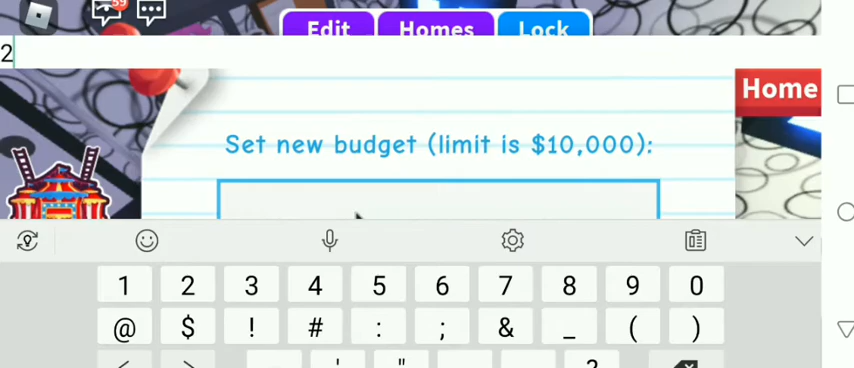 59
Edit Homes Lock
2
Home
Set new budget (limit is $10,000):
1 2 3 4 5 6 7 8 9 0
@ $ ! # : ; & _ ( )
' " ?